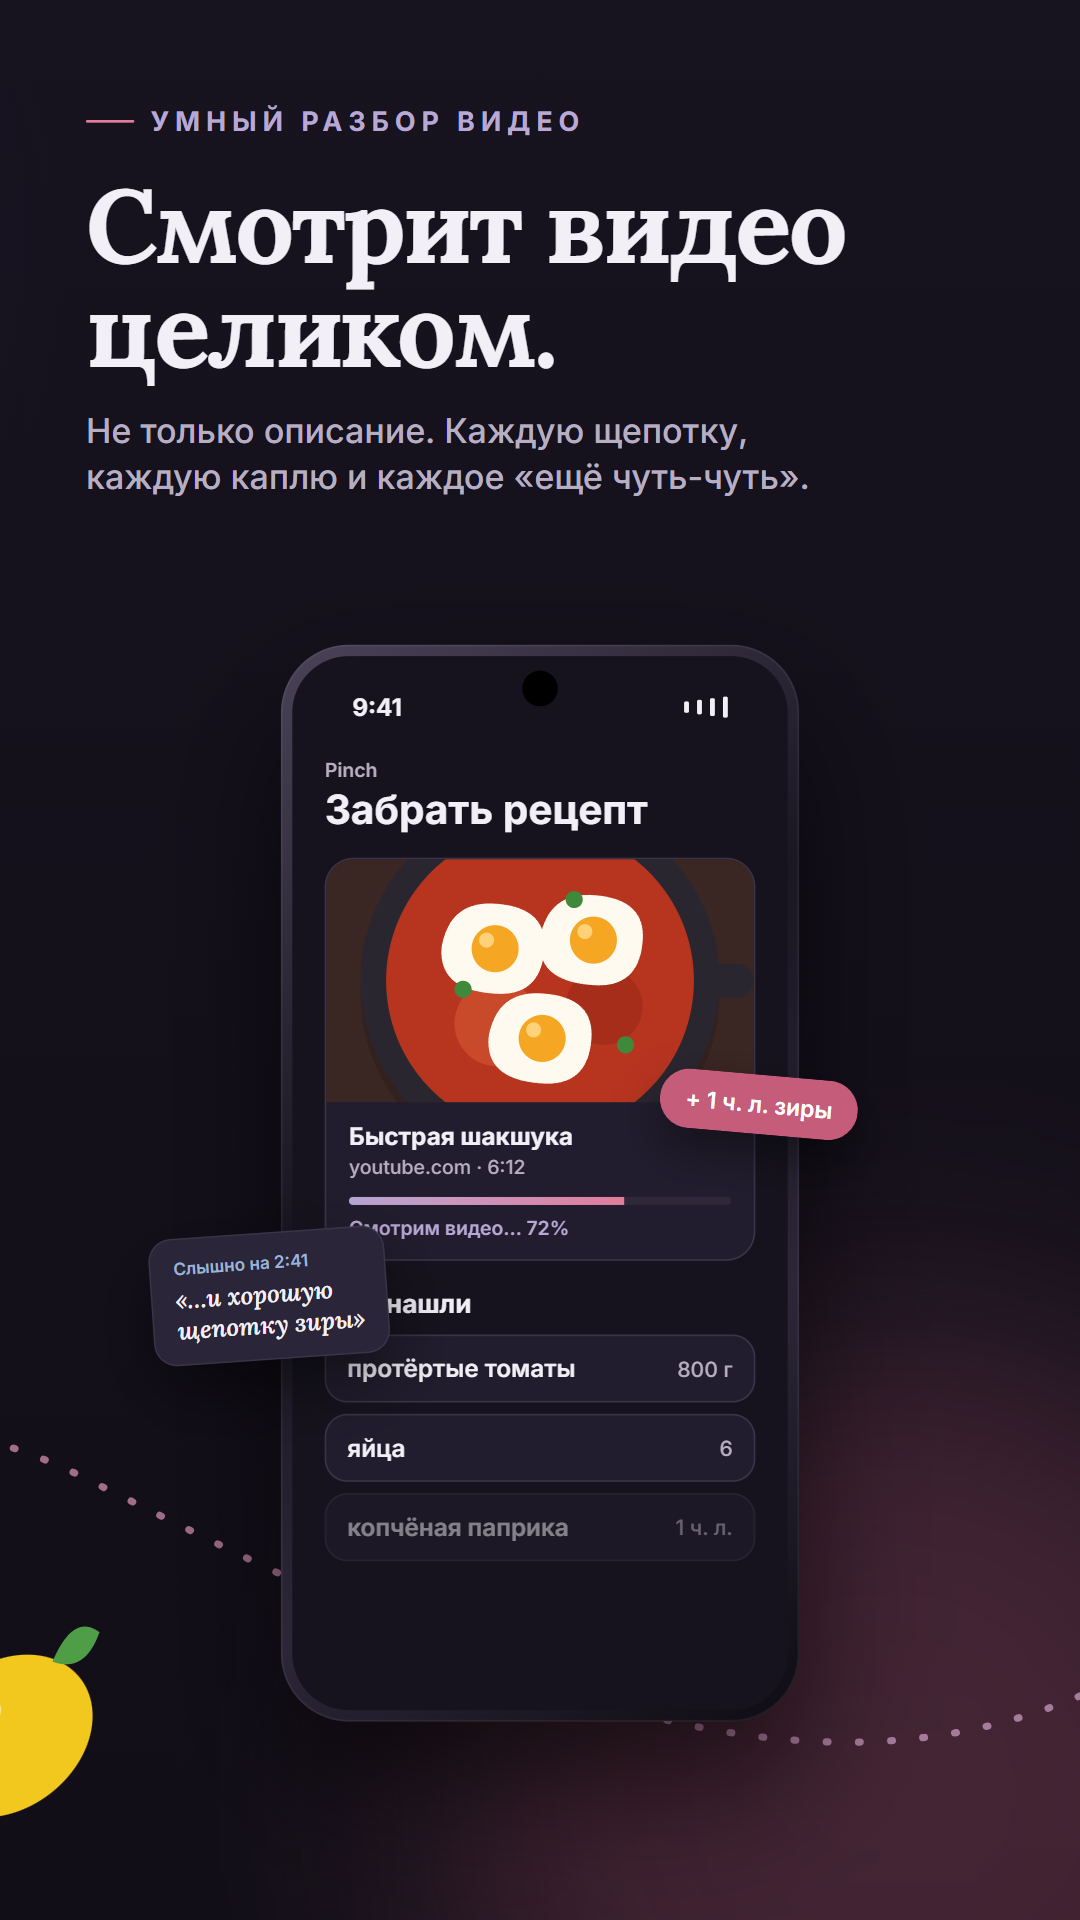 УМНЫЙ РАЗБОР ВИДЕО
Смотрит видео
целиком.
Не только описание. Каждую щепотку,
каждую каплю и каждое «ещё чуть-чуть».
9:41
Pinch
Забрать рецепт
+ 1 ч. л. зиры
Быстрая шакшука
youtube.com · 6:12
Смотрим видео... 72%
Слышно на 2:41
«...и хорошую
щепотку зиры»
нашли
протёртые томаты 800 г
яйца 6
копчёная паприка 1 ч. л.